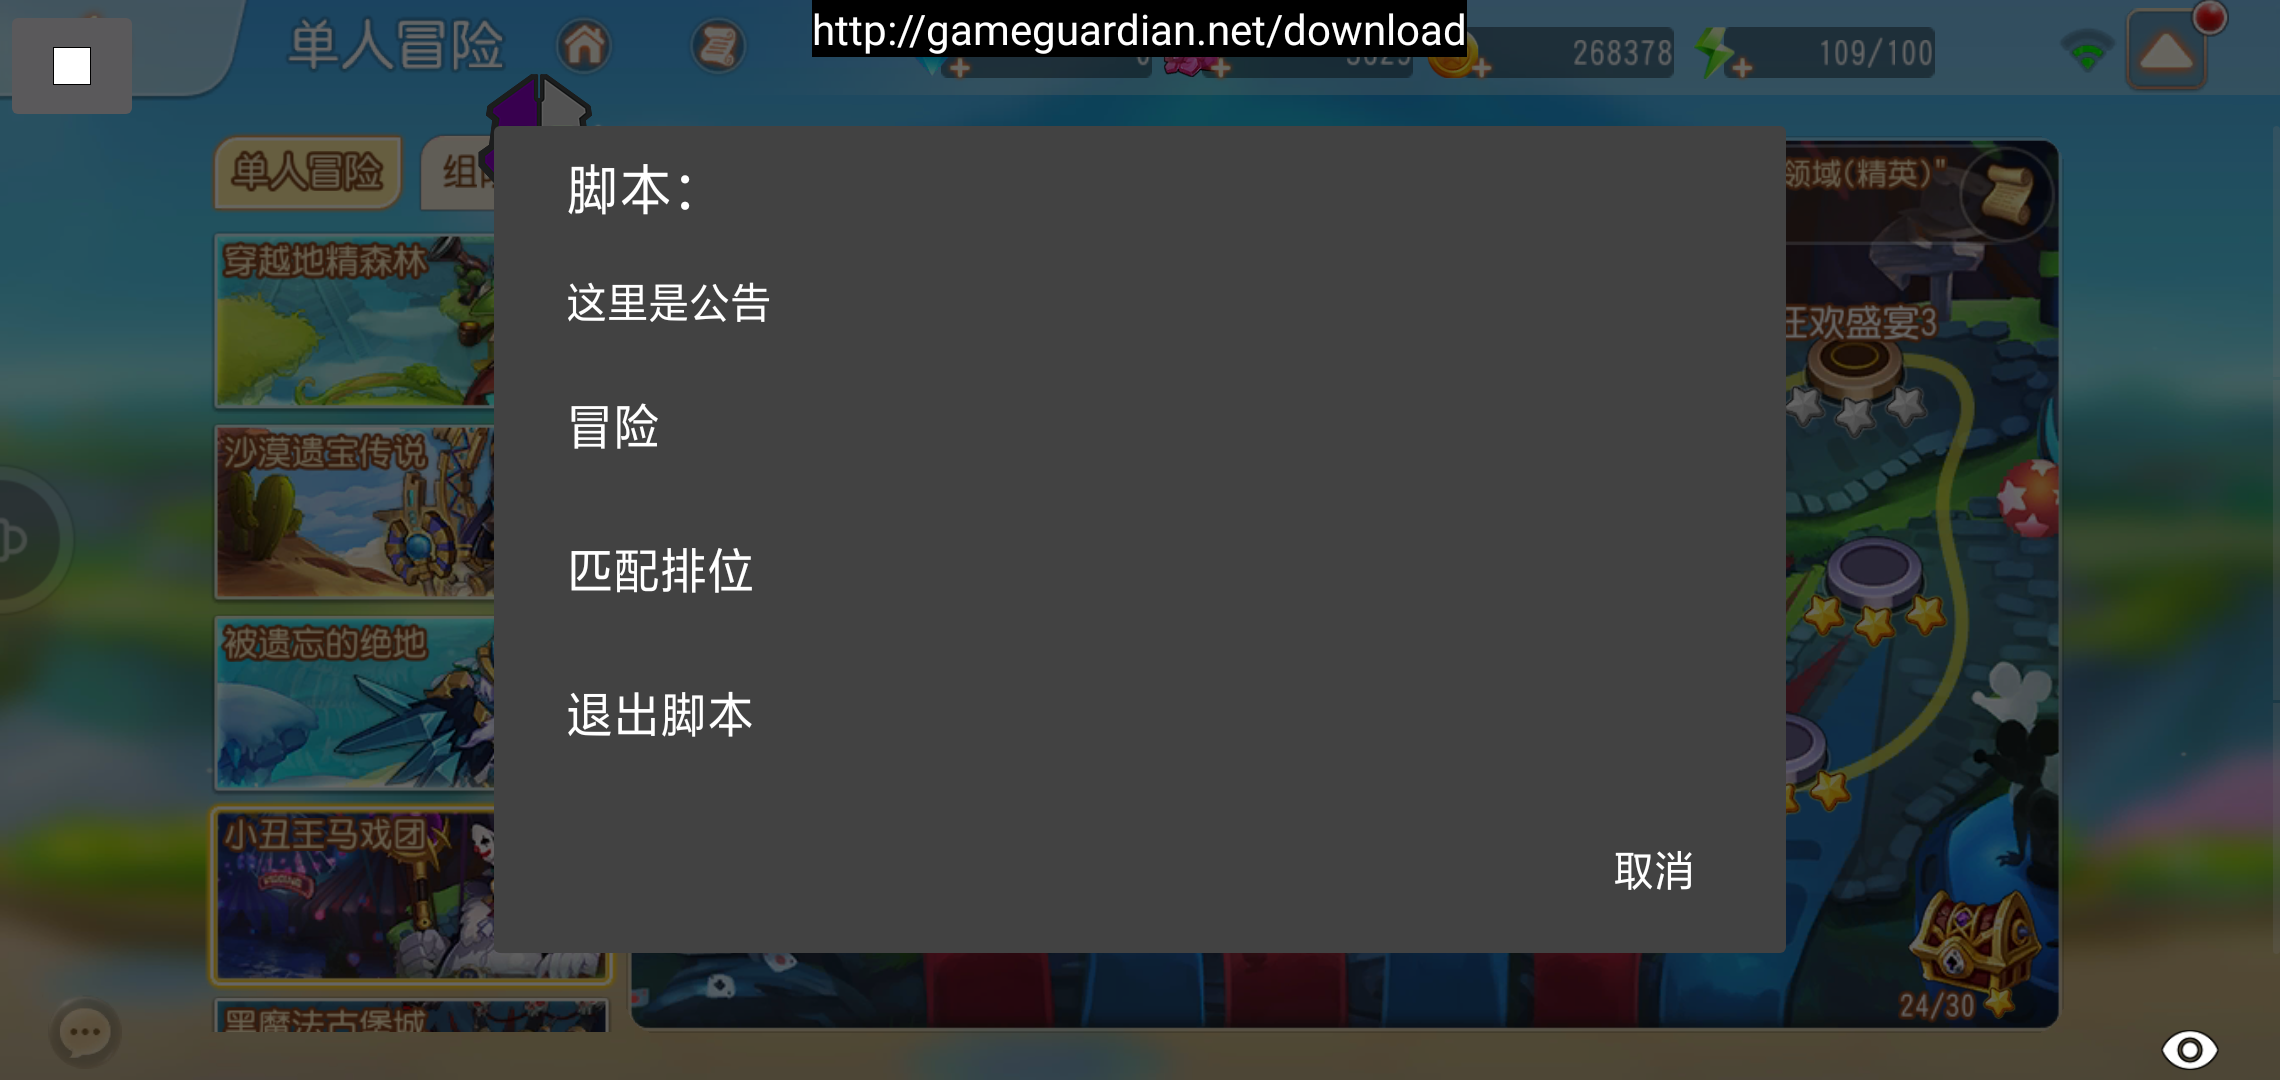 http://gameguardian.net/download
单人冒险
268378
109/100
单人冒险
组
领域(精英)"
脚本：
穿越地精森林
这里是公告
王欢盛宴3
冒险
沙漠遗宝传说
匹配排位
被遗忘的绝地
退出脚本
小丑王马戏团
取消
24/30
黑魔法古堡城